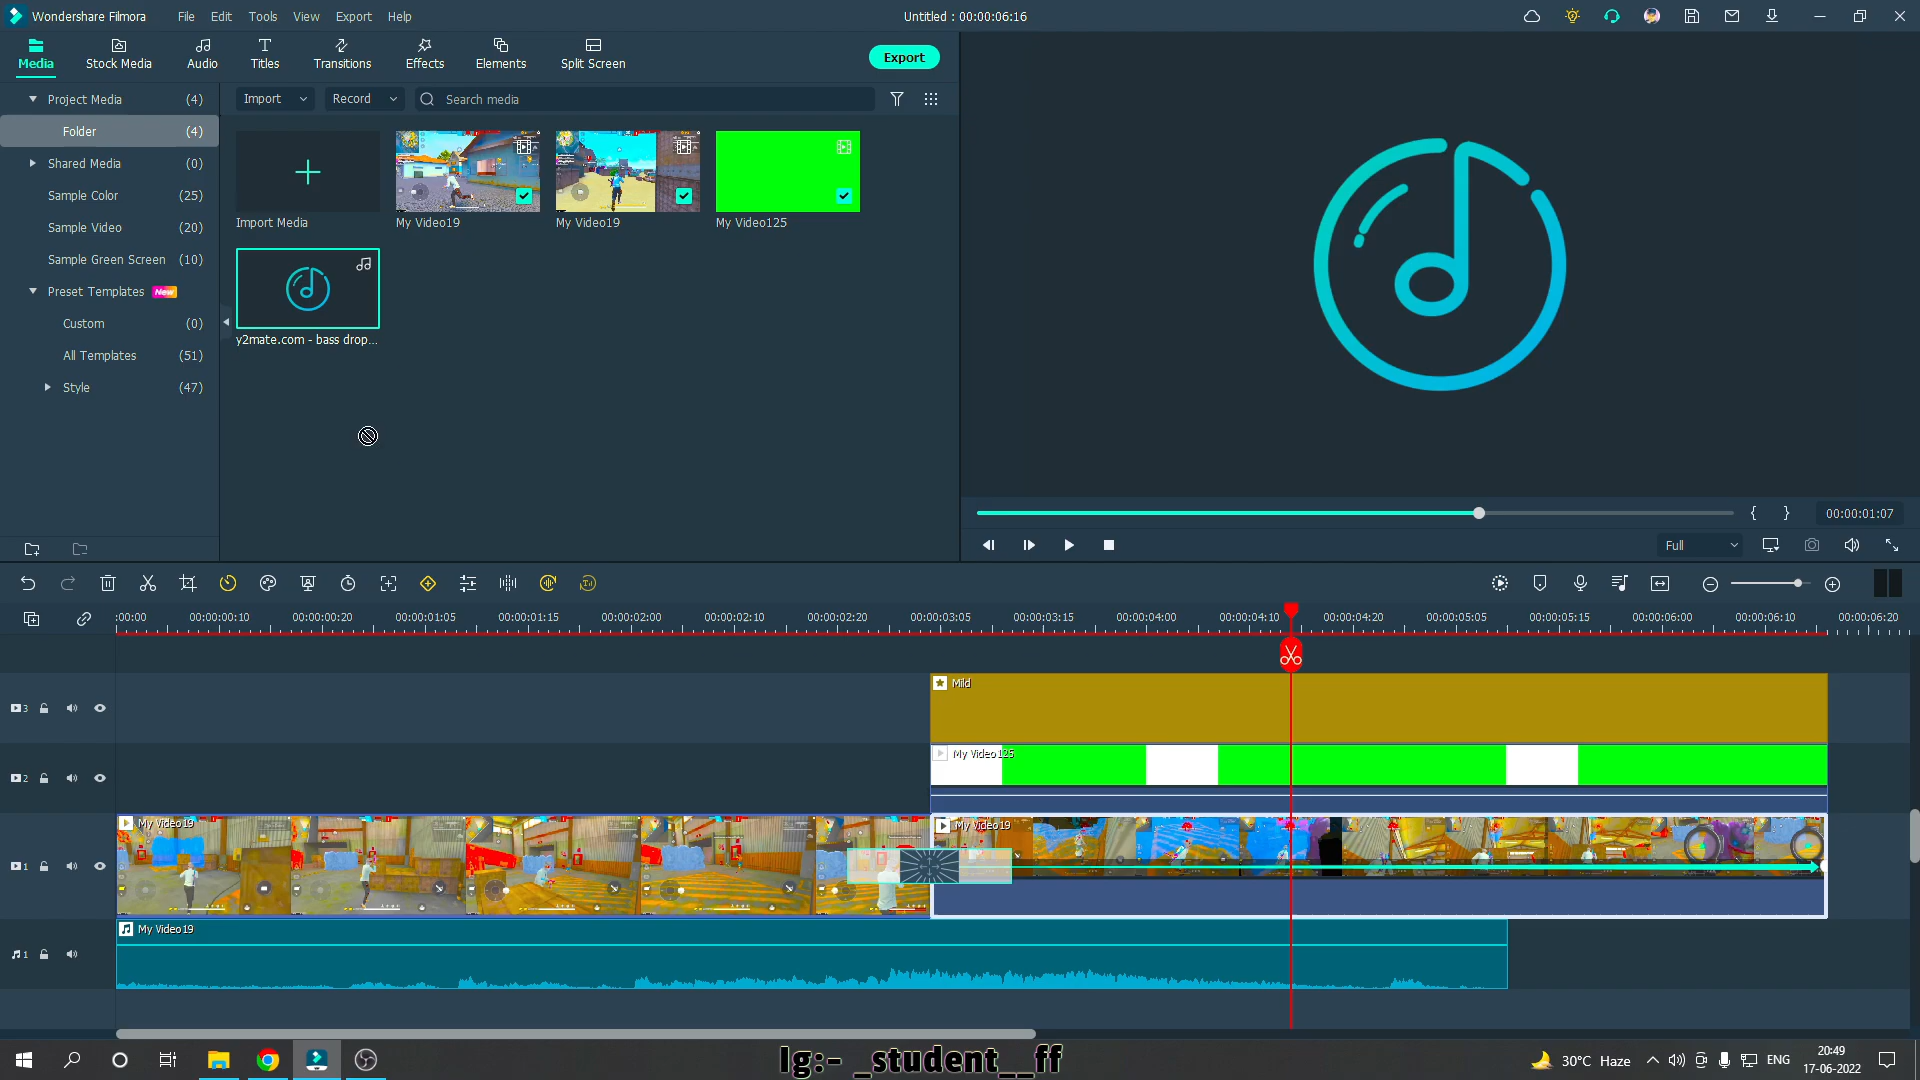 Wondershare Filmora File Edit Tools View Export Help Untitled : 00:00:06:16
Media Stock Media Audio Titles Transitions Effects Elements Split Screen Export
Project Media (4)
Folder (4)
Shared Media (0)
Sample Color (25)
Sample Video (20)
Sample Green Screen (10)
Preset Templates New
Custom (0)
All Templates (51)
Style (47)
Import Record Search media
Import Media My Video19 My Video19 My Video125
y2mate.com - bass drop...
00:00:01:07
Full
:00:00 00:00:00:10 00:00:00:20 00:00:01:05 00:00:01:15 00:00:02:00 00:00:02:10 00:00:02:20 00:00:03:05 00:00:03:15 00:00:04:00 00:00:04:10 00:00:04:20 00:00:05:05 00:00:05:15 00:00:06:00 00:00:06:10 00:00:06:20
3 Mild
2 My Video125
1 My Video19 My Video19
1 My Video19
Ig:- _student__ff
30°C Haze ENG 20:49
17-06-2022